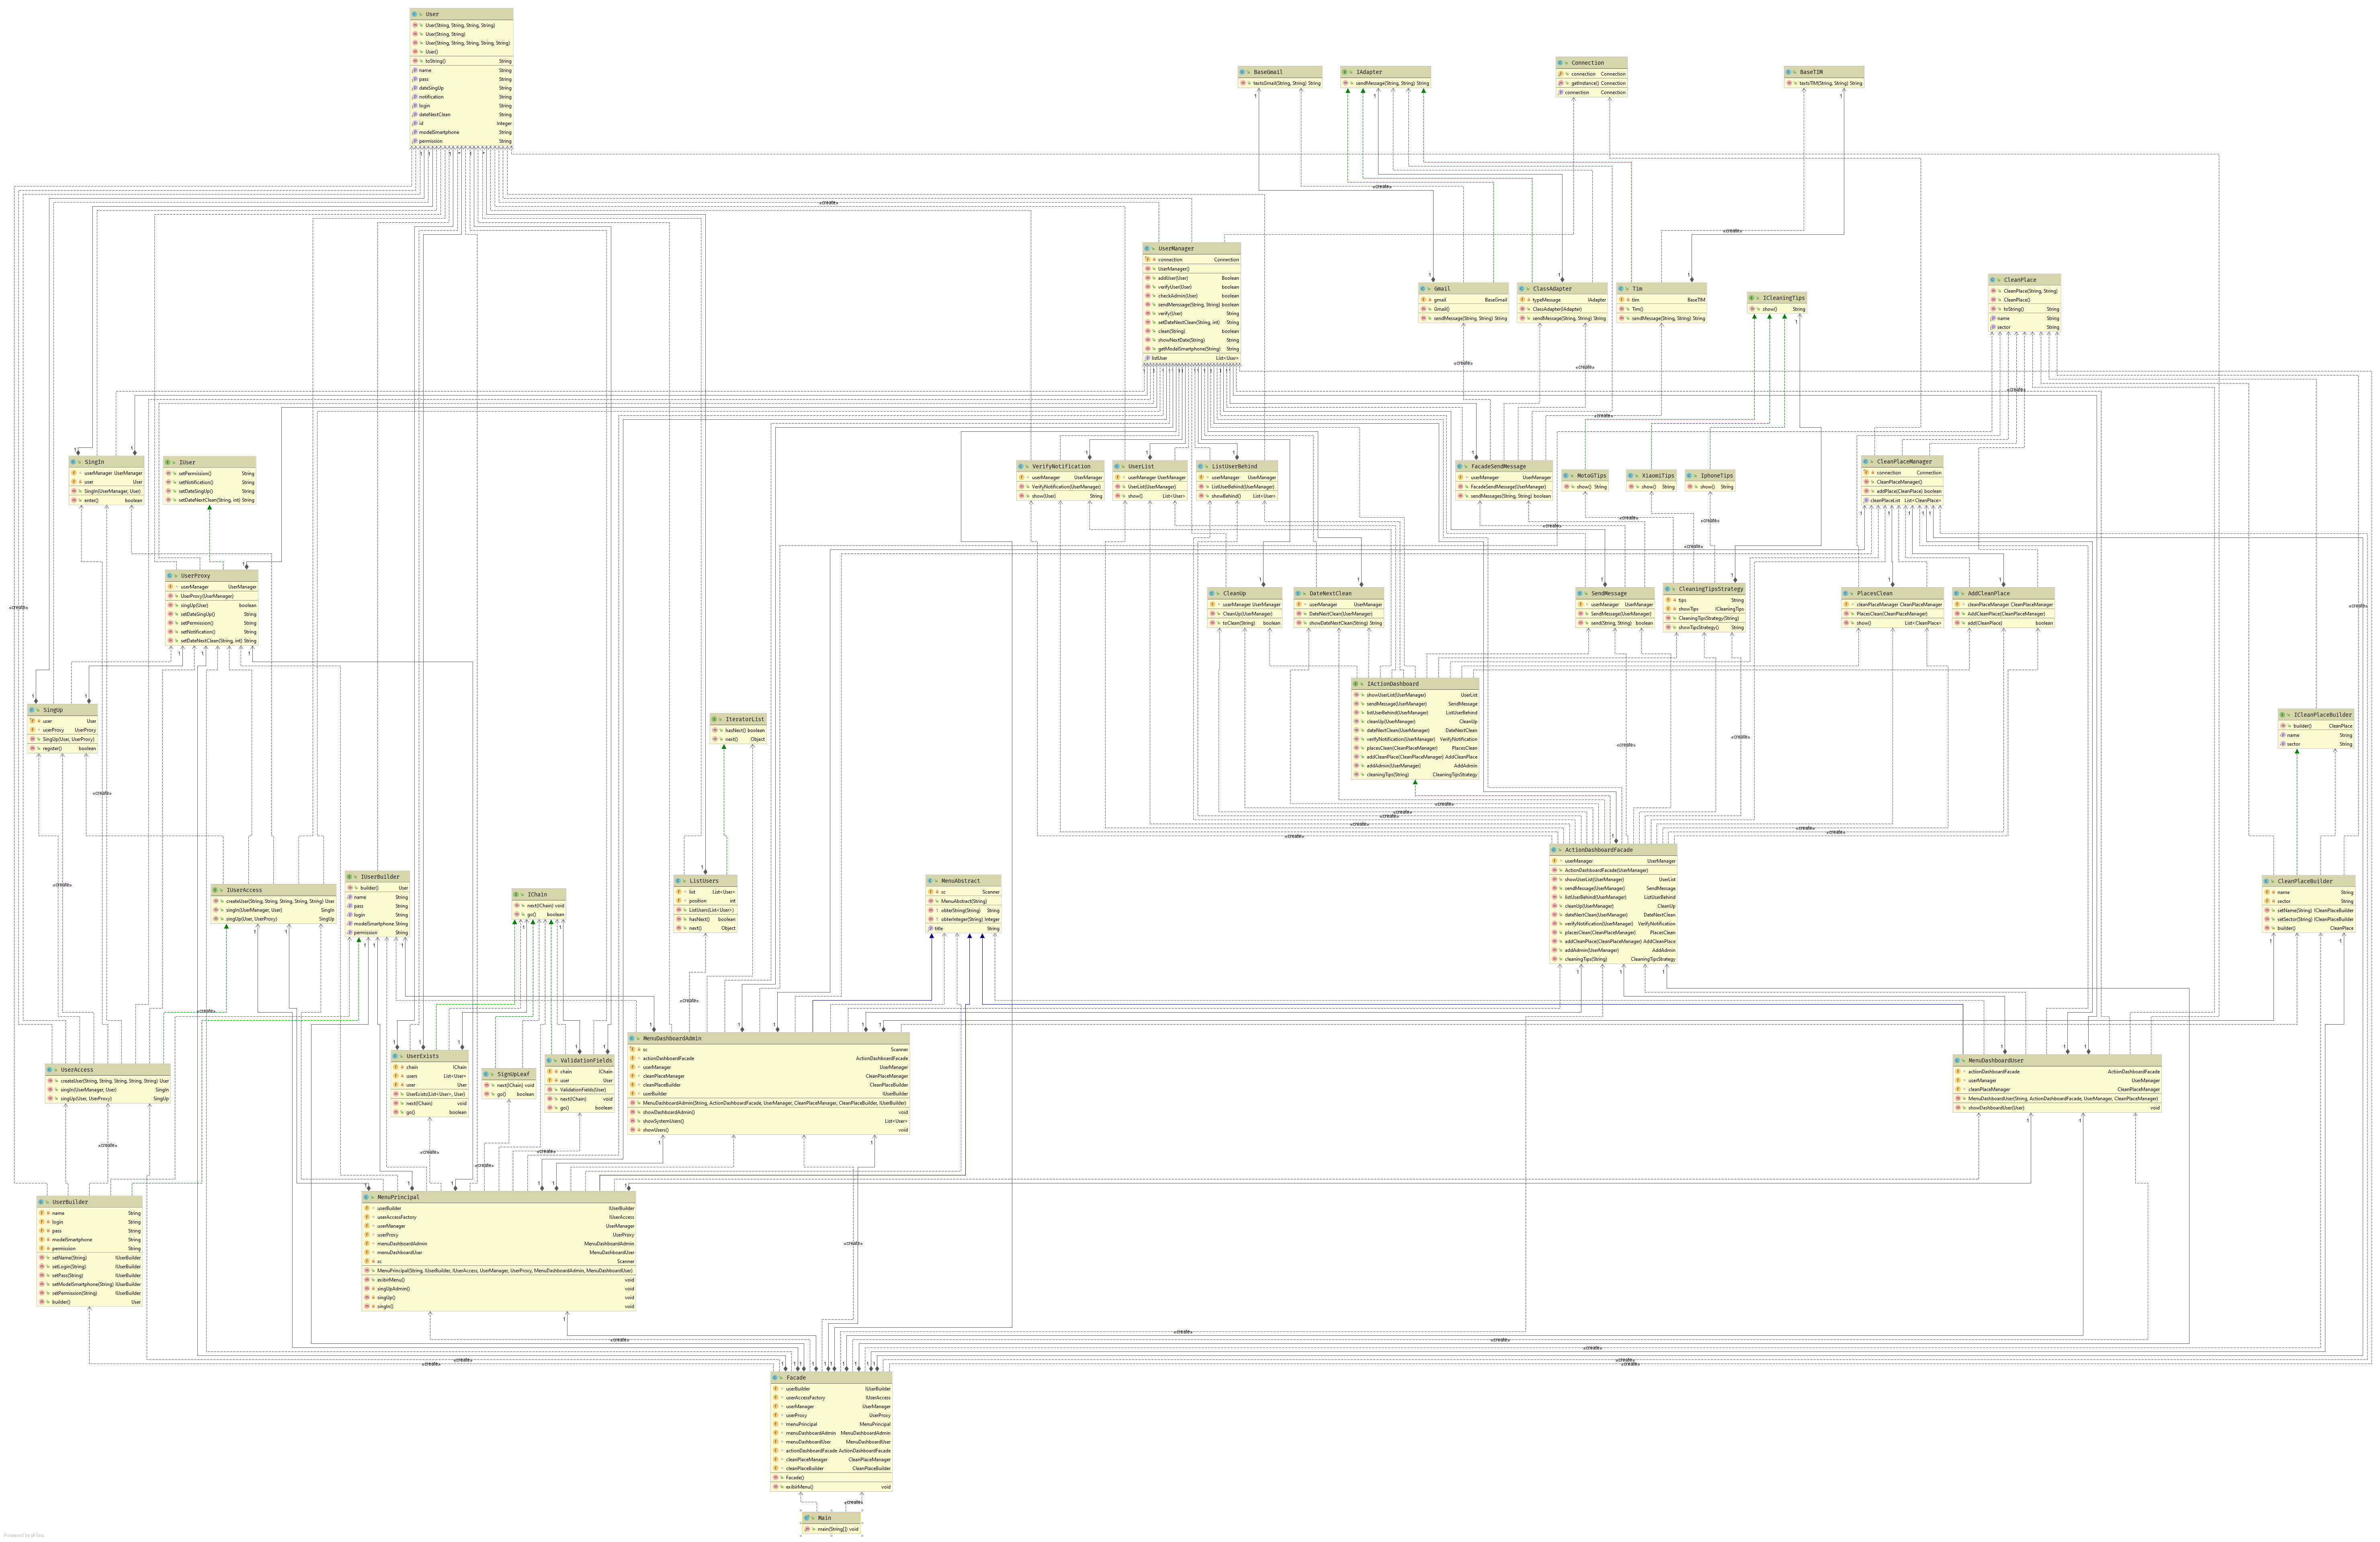 User
User(String, String, String, String)
User(String, String)
User(String, String, String, String, String)
User()
toString() String
name String
pass String
dateSingUp String
notification String
login String
dateNextClean String
id Integer
modelSmartphone String
permission String
BaseGmail
textsGmail(String, String) String
IAdapter
sendMessage(String, String) String
Connection
connection Connection
getInstance() Connection
connection Connection
BaseTIM
textsTIM(String, String) String
UserManager
connection Connection
UserManager()
addUser(User) Boolean
verifyUser(User) boolean
checkAdmin(User) boolean
sendMenssage(String, String) boolean
verify(User) String
setDateNextClean(String, int) String
clean(String) boolean
showNextDate(String) String
getModelSmartphone(String) String
listUser List<User>
Gmail
gmail BaseGmail
Gmail()
sendMessage(String, String) String
ClassAdapter
typeMessage IAdapter
ClassAdapter(IAdapter)
sendMessage(String, String) String
Tim
tim BaseTIM
Tim()
sendMessage(String, String) String
ICleaningTips
show() String
CleanPlace
CleanPlace(String, String)
CleanPlace()
toString() String
name String
sector String
SingIn
userManager UserManager
user User
SingIn(UserManager, User)
enter() boolean
IUser
setPermission() String
setNotification() String
setDateSingUp() String
setDateNextClean(String, int) String
VerifyNotification
userManager UserManager
VerifyNotification(UserManager)
show(User) String
UserList
userManager UserManager
UserList(UserManager)
show() List<User>
ListUserBehind
userManager UserManager
ListUserBehind(UserManager)
showBehind() List<User>
FacadeSendMessage
userManager UserManager
FacadeSendMessage(UserManager)
sendMessages(String, String) boolean
MotoGTips
show() String
XiaomiTips
show() String
IphoneTips
show() String
CleanPlaceManager
connection Connection
CleanPlaceManager()
addPlace(CleanPlace) boolean
cleanPlaceList List<CleanPlace>
UserProxy
userManager UserManager
UserProxy(UserManager)
singUp(User) boolean
setDateSingUp() String
setPermission() String
setNotification() String
setDateNextClean(String, int) String
CleanUp
userManager UserManager
CleanUp(UserManager)
toClean(String) boolean
DateNextClean
userManager UserManager
DateNextClean(UserManager)
showDateNextClean(String) String
SendMessage
userManager UserManager
SendMessage(UserManager)
send(String, String) boolean
CleaningTipsStrategy
tips String
showTips ICleaningTips
CleaningTipsStrategy(String)
showTipsStrategy() String
PlacesClean
cleanPlaceManager CleanPlaceManager
PlacesClean(CleanPlaceManager)
show() List<CleanPlace>
AddCleanPlace
cleanPlaceManager CleanPlaceManager
AddCleanPlace(CleanPlaceManager)
add(CleanPlace) boolean
SingUp
user User
userProxy UserProxy
SingUp(User, UserProxy)
register() boolean
IteratorList
hasNext() boolean
next() Object
IActionDashboard
showUserList(UserManager) UserList
sendMessage(UserManager) SendMessage
listUserBehind(UserManager) ListUserBehind
cleanUp(UserManager) CleanUp
dateNextClean(UserManager) DateNextClean
verifyNotification(UserManager) VerifyNotification
placesClean(CleanPlaceManager) PlacesClean
addCleanPlace(CleanPlaceManager) AddCleanPlace
addAdmin(UserManager) AddAdmin
cleaningTips(String) CleaningTipsStrategy
ICleanPlaceBuilder
builder() CleanPlace
name String
sector String
IUserAccess
createUser(String, String, String, String, String) User
singIn(UserManager, User) SingIn
singUp(User, UserProxy) SingUp
IUserBuilder
builder() User
name String
pass String
login String
modelSmartphone String
permission String
IChain
next(IChain) void
go() boolean
ListUsers
list List<User>
position int
ListUsers(List<User>)
hasNext() boolean
next() Object
MenuAbstract
sc Scanner
MenuAbstract(String)
obterString(String) String
obterInteger(String) Integer
title String
ActionDashboardFacade
userManager UserManager
ActionDashboardFacade(UserManager)
showUserList(UserManager) UserList
sendMessage(UserManager) SendMessage
listUserBehind(UserManager) ListUserBehind
cleanUp(UserManager) CleanUp
dateNextClean(UserManager) DateNextClean
verifyNotification(UserManager) VerifyNotification
placesClean(CleanPlaceManager) PlacesClean
addCleanPlace(CleanPlaceManager) AddCleanPlace
addAdmin(UserManager) AddAdmin
cleaningTips(String) CleaningTipsStrategy
CleanPlaceBuilder
name String
sector String
setName(String) ICleanPlaceBuilder
setSector(String) ICleanPlaceBuilder
builder() CleanPlace
UserAccess
createUser(String, String, String, String, String) User
singIn(UserManager, User) SingIn
singUp(User, UserProxy) SingUp
UserExists
chain IChain
users List<User>
user User
UserExists(List<User>, User)
next(IChain) void
go() boolean
SignUpLeaf
next(IChain) void
go() boolean
ValidationFields
chain IChain
user User
ValidationFields(User)
next(IChain) void
go() boolean
MenuDashboardAdmin
sc Scanner
actionDashboardFacade ActionDashboardFacade
userManager UserManager
cleanPlaceManager CleanPlaceManager
cleanPlaceBuilder CleanPlaceBuilder
userBuilder IUserBuilder
MenuDashboardAdmin(String, ActionDashboardFacade, UserManager, CleanPlaceManager, CleanPlaceBuilder, IUserBuilder)
showDashboardAdmin() void
showSystemUsers() List<User>
showUsers() void
MenuDashboardUser
actionDashboardFacade ActionDashboardFacade
userManager UserManager
cleanPlaceManager CleanPlaceManager
MenuDashboardUser(String, ActionDashboardFacade, UserManager, CleanPlaceManager)
showDashboardUser(User) void
UserBuilder
name String
login String
pass String
modelSmartphone String
permission String
setName(String) IUserBuilder
setLogin(String) IUserBuilder
setPass(String) IUserBuilder
setModelSmartphone(String) IUserBuilder
setPermission(String) IUserBuilder
builder() User
MenuPrincipal
userBuilder IUserBuilder
userAccessFactory IUserAccess
userManager UserManager
userProxy UserProxy
menuDashboardAdmin MenuDashboardAdmin
menuDashboardUser MenuDashboardUser
sc Scanner
MenuPrincipal(String, IUserBuilder, IUserAccess, UserManager, UserProxy, MenuDashboardAdmin, MenuDashboardUser)
exibirMenu() void
singUpAdmin() void
singUp() void
singIn() void
Facade
userBuilder IUserBuilder
userAccessFactory IUserAccess
userManager UserManager
userProxy UserProxy
menuPrincipal MenuPrincipal
menuDashboardAdmin MenuDashboardAdmin
menuDashboardUser MenuDashboardUser
actionDashboardFacade ActionDashboardFacade
cleanPlaceManager CleanPlaceManager
cleanPlaceBuilder CleanPlaceBuilder
Facade()
exibirMenu() void
«create»
Main
main(String[]) void
Powered by yFiles